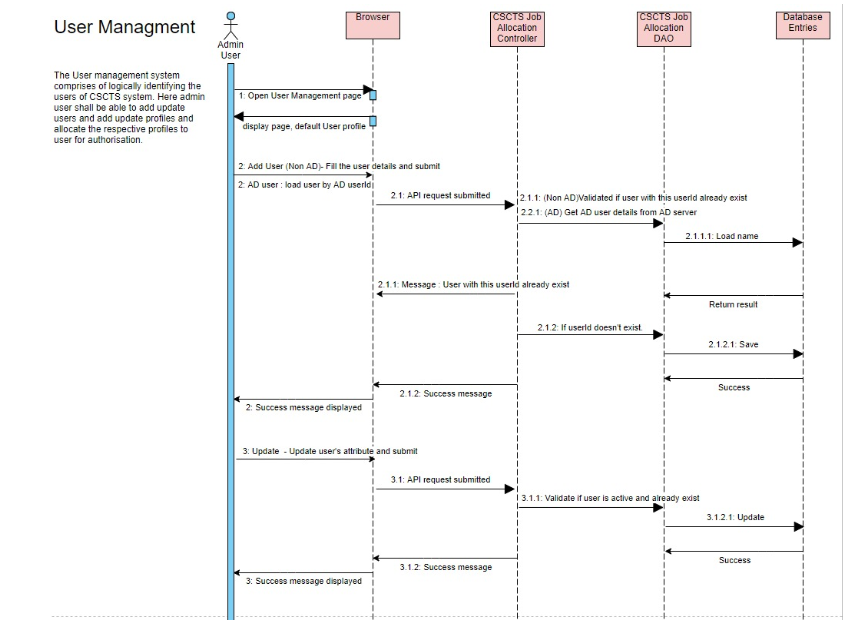 User Managment
Admin
User
Browser
CSCTS Job
Allocation
Controller
CSCTS Job
Allocation
DAO
Database
Entries
The User management system
comprises of logically identifying the
users of CSCTS system. Here admin
user shall be able to add update
users and add update profiles and
allocate the respective profiles to
user for authorisation.
1: Open User Management page
display page, default User profile
2: Add User (Non AD)- Fill the user details and submit
2: AD user : load user by AD userId
2.1: API request submitted
2.1.1: (Non AD)Validated if user with this userId already exist
2.2.1: (AD) Get AD user details from AD server
2.1.1.1: Load name
2.1.1: Message : User with this userId already exist
Return result
2.1.2: If userId doesn't exist.
2.1.2.1: Save
Success
2.1.2: Success message
2: Success message displayed
3: Update - Update user's attribute and submit
3.1: API request submitted
3.1.1: Validate if user is active and already exist
3.1.2.1: Update
Success
3.1.2: Success message
3: Success message displayed